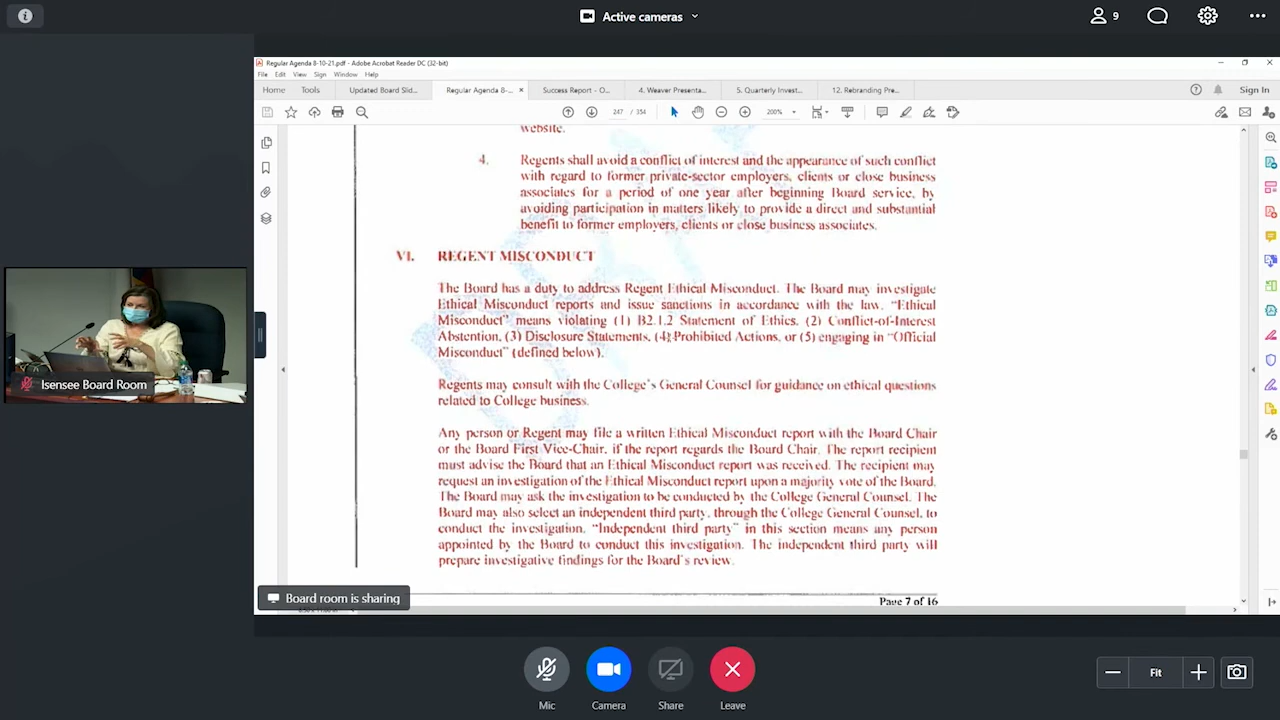 Active cameras
9
Regular Agenda 8-10-21.pdf - Adobe Acrobat Reader DC (32-bit)
File Edit View Sign Window Help
Home Tools Updated Board Slid... Regular Agenda 8-... Success Report - O... 4. Weaver Presenta... 5. Quarterly Invest... 12. Rebranding Pre... Sign In
247 / 354 200%
website.
4. Regents shall avoid a conflict of interest and the appearance of such conflict
with regard to former private-sector employers, clients or close business
associates for a period of one year after beginning Board service, by
avoiding participation in matters likely to provide a direct and substantial
benefit to former employers, clients or close business associates.
VI. REGENT MISCONDUCT
The Board has a duty to address Regent Ethical Misconduct. The Board may investigate
Ethical Misconduct reports and issue sanctions in accordance with the law. “Ethical
Misconduct” means violating (1) B2.1.2 Statement of Ethics, (2) Conflict-of-Interest
Abstention, (3) Disclosure Statements, (4) Prohibited Actions, or (5) engaging in “Official
Misconduct” (defined below).
Regents may consult with the College’s General Counsel for guidance on ethical questions
related to College business.
Any person or Regent may file a written Ethical Misconduct report with the Board Chair
or the Board First Vice-Chair, if the report regards the Board Chair. The report recipient
must advise the Board that an Ethical Misconduct report was received. The recipient may
request an investigation of the Ethical Misconduct report upon a majority vote of the Board.
The Board may ask the investigation to be conducted by the College General Counsel. The
Board may also select an independent third party, through the College General Counsel, to
conduct the investigation. “Independent third party” in this section means any person
appointed by the Board to conduct this investigation. The independent third party will
prepare investigative findings for the Board’s review.
Page 7 of 16
Isensee Board Room
Board room is sharing
Mic Camera Share Leave
Fit